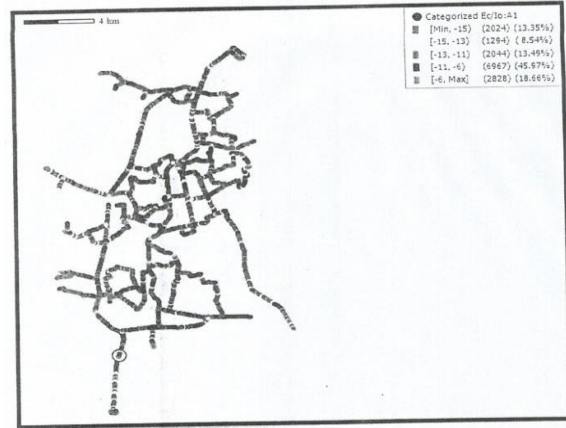 4 km
Categorized Ec/Io:A1
[Min, -15) (2024) (13.35%)
[-15, -13) (1294) ( 8.54%)
[-13, -11) (2044) (13.49%)
[-11, -6) (6967) (45.97%)
[-6, Max] (2828) (18.66%)